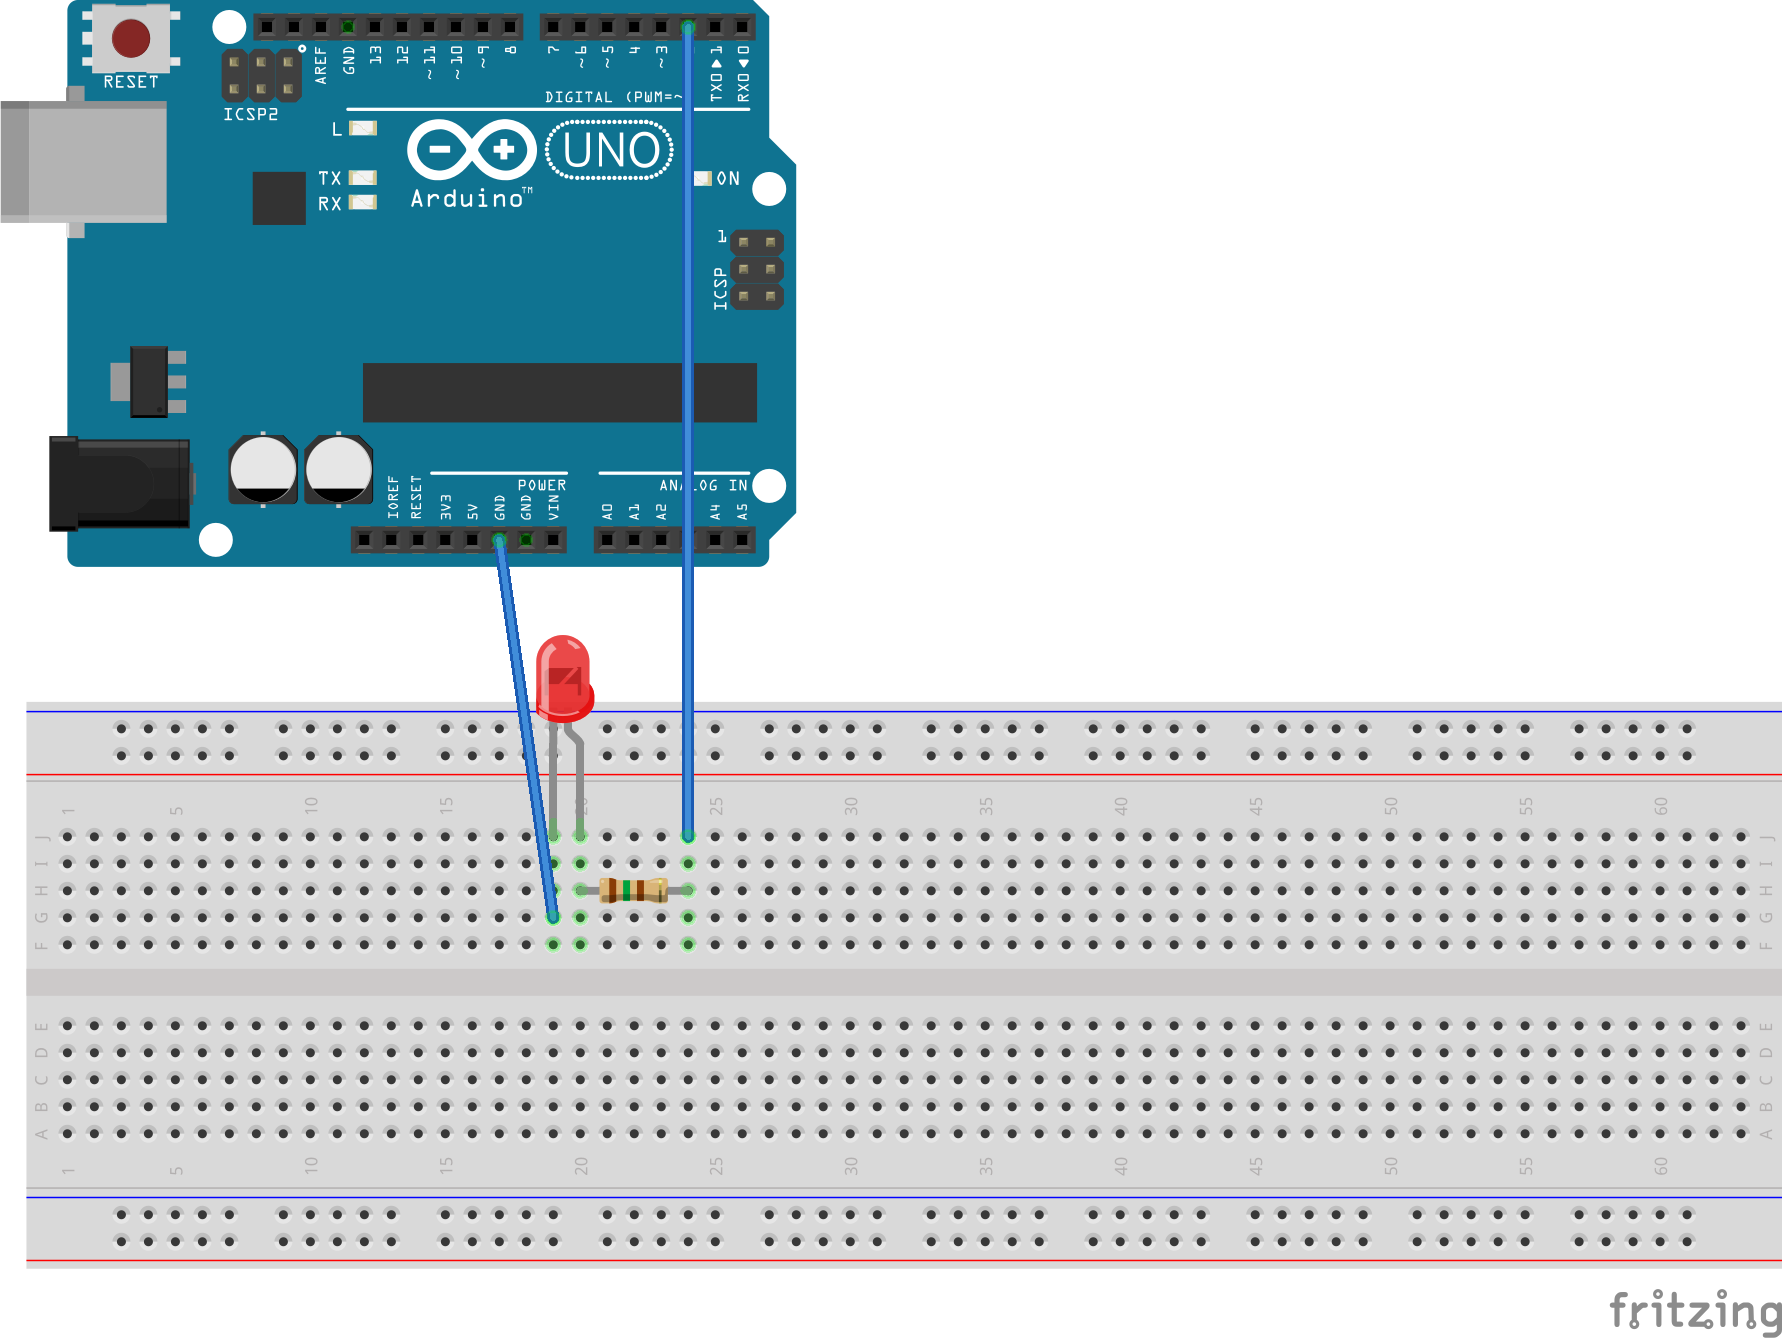 RESET
ICSP2
AREF
GND
13
12
~11
~10
~9
8
7
~6
~5
4
~3
TX0▶1
RX0◀0
DIGITAL (PWM=~
L
TX
RX
Arduino™
UNO
ON
1
ICSP
IOREF
RESET
3V3
5V
GND
GND
VIN
POWER
ANALOG IN
A0
A1
A2
A4
A5
1 5 10 15 20 25 30 35 40 45 50 55 60
J J
I I
H H
G G
F F
E E
D D
C C
B B
A A
1 5 10 15 20 25 30 35 40 45 50 55 60
fritzing